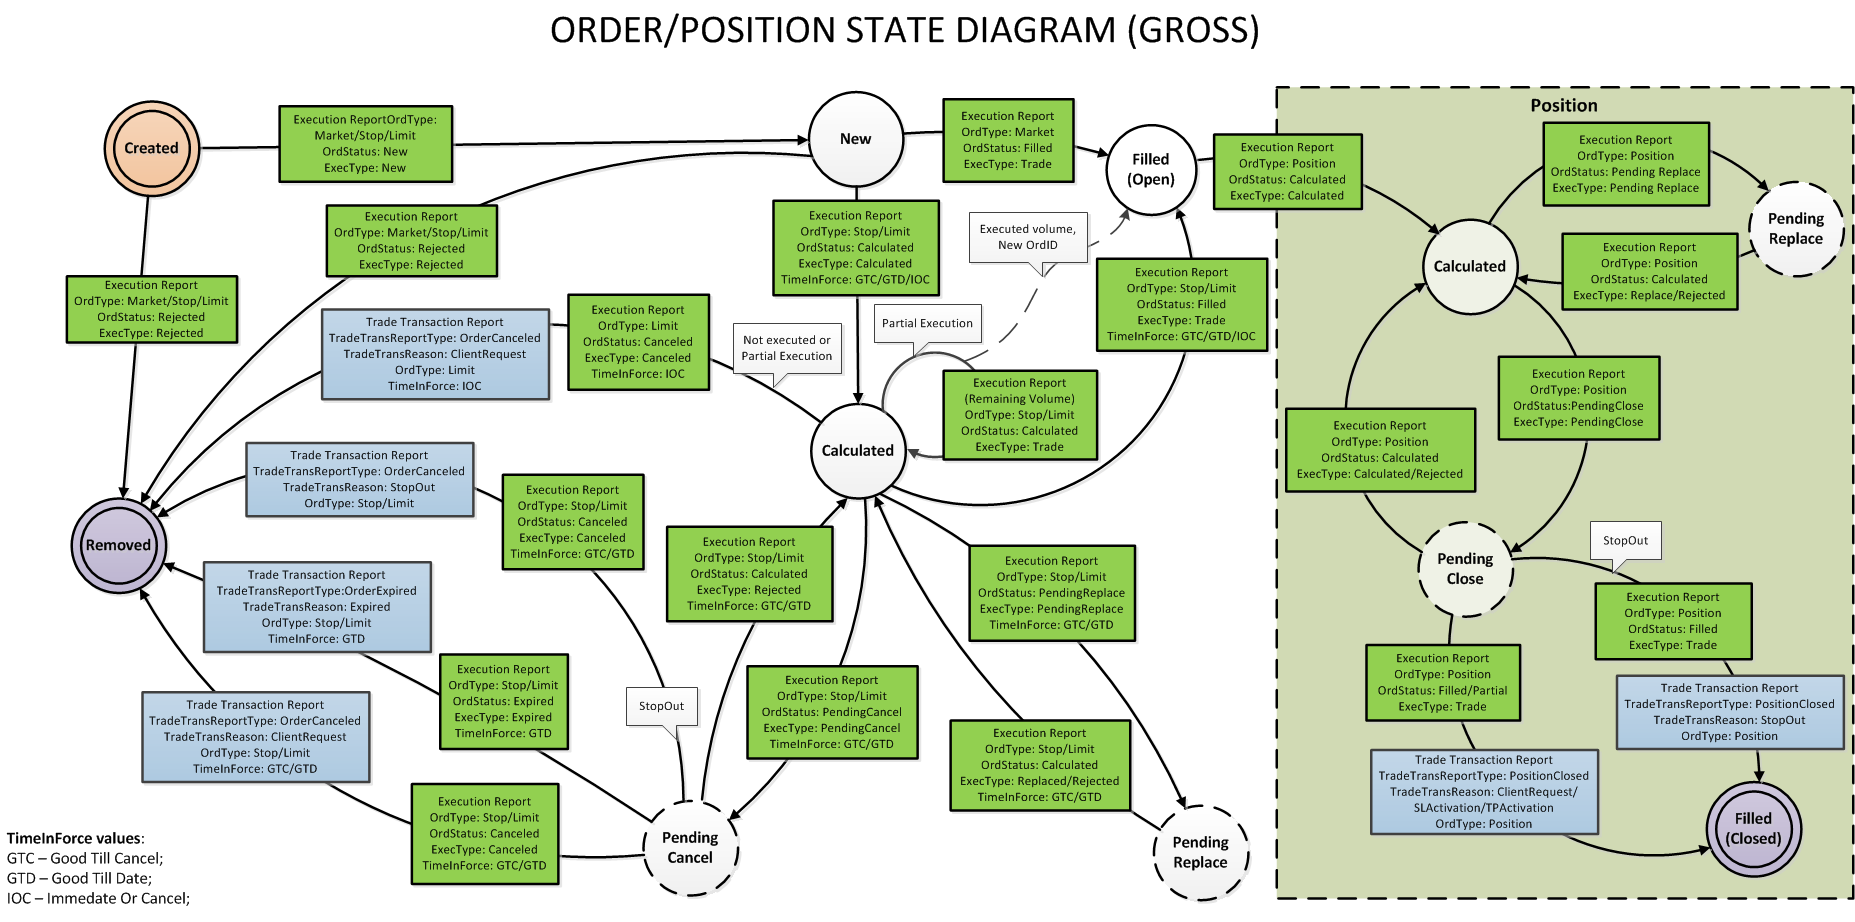 ORDER/POSITION STATE DIAGRAM (GROSS)
Created
Execution ReportOrdType:
Market/Stop/Limit
OrdStatus: New
ExecType: New
New
Execution Report
OrdType: Market
OrdStatus: Filled
ExecType: Trade
Filled
(Open)
Execution Report
OrdType: Position
OrdStatus: Calculated
ExecType: Calculated
Position
Execution Report
OrdType: Position
OrdStatus: Pending Replace
ExecType: Pending Replace
Pending
Replace
Calculated
Execution Report
OrdType: Position
OrdStatus: Calculated
ExecType: Replace/Rejected
Execution Report
OrdType: Market/Stop/Limit
OrdStatus: Rejected
ExecType: Rejected
Execution Report
OrdType: Stop/Limit
OrdStatus: Calculated
ExecType: Calculated
TimeInForce: GTC/GTD/IOC
Executed volume,
New OrdID
Execution Report
OrdType: Stop/Limit
OrdStatus: Filled
ExecType: Trade
TimeInForce: GTC/GTD/IOC
Execution Report
OrdType: Market/Stop/Limit
OrdStatus: Rejected
ExecType: Rejected
Trade Transaction Report
TradeTransReportType: OrderCanceled
TradeTransReason: ClientRequest
OrdType: Limit
TimeInForce: IOC
Execution Report
OrdType: Limit
OrdStatus: Canceled
ExecType: Canceled
TimeInForce: IOC
Not executed or
Partial Execution
Partial Execution
Execution Report
(Remaining Volume)
OrdType: Stop/Limit
OrdStatus: Calculated
ExecType: Trade
Calculated
Execution Report
OrdType: Position
OrdStatus:PendingClose
ExecType: PendingClose
Execution Report
OrdType: Position
OrdStatus: Calculated
ExecType: Calculated/Rejected
Trade Transaction Report
TradeTransReportType: OrderCanceled
TradeTransReason: StopOut
OrdType: Stop/Limit
Execution Report
OrdType: Stop/Limit
OrdStatus: Canceled
ExecType: Canceled
TimeInForce: GTC/GTD
Removed
Execution Report
OrdType: Stop/Limit
OrdStatus: Calculated
ExecType: Rejected
TimeInForce: GTC/GTD
Execution Report
OrdType: Stop/Limit
OrdStatus: PendingReplace
ExecType: PendingReplace
TimeInForce: GTC/GTD
Pending
Close
StopOut
Execution Report
OrdType: Position
OrdStatus: Filled
ExecType: Trade
Trade Transaction Report
TradeTransReportType:OrderExpired
TradeTransReason: Expired
OrdType: Stop/Limit
TimeInForce: GTD
Execution Report
OrdType: Stop/Limit
OrdStatus: Expired
ExecType: Expired
TimeInForce: GTD
StopOut
Execution Report
OrdType: Stop/Limit
OrdStatus: PendingCancel
ExecType: PendingCancel
TimeInForce: GTC/GTD
Execution Report
OrdType: Position
OrdStatus: Filled/Partial
ExecType: Trade
Trade Transaction Report
TradeTransReportType: PositionClosed
TradeTransReason: StopOut
OrdType: Position
Trade Transaction Report
TradeTransReportType: OrderCanceled
TradeTransReason: ClientRequest
OrdType: Stop/Limit
TimeInForce: GTC/GTD
Execution Report
OrdType: Stop/Limit
OrdStatus: Calculated
ExecType: Replaced/Rejected
TimeInForce: GTC/GTD
Trade Transaction Report
TradeTransReportType: PositionClosed
TradeTransReason: ClientRequest/
SLActivation/TPActivation
OrdType: Position
Execution Report
OrdType: Stop/Limit
OrdStatus: Canceled
ExecType: Canceled
TimeInForce: GTC/GTD
Pending
Cancel
Pending
Replace
Filled
(Closed)
TimeInForce values:
GTC – Good Till Cancel;
GTD – Good Till Date;
IOC – Immedate Or Cancel;